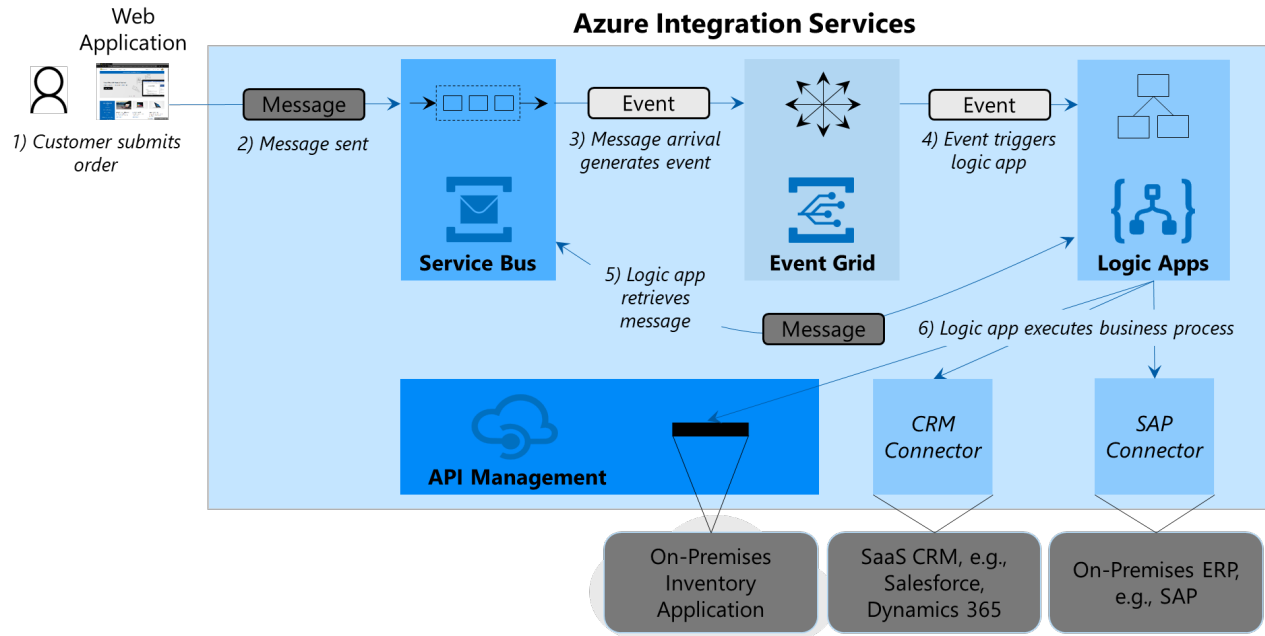 Azure Integration Services
Web
Application
1) Customer submits
order
Message
2) Message sent
Service Bus
Event
3) Message arrival
generates event
Event Grid
Event
4) Event triggers
logic app
Logic Apps
5) Logic app
retrieves
message
Message
6) Logic app executes business process
API Management
CRM
Connector
SAP
Connector
On-Premises
Inventory
Application
SaaS CRM, e.g.,
Salesforce,
Dynamics 365
On-Premises ERP,
e.g., SAP